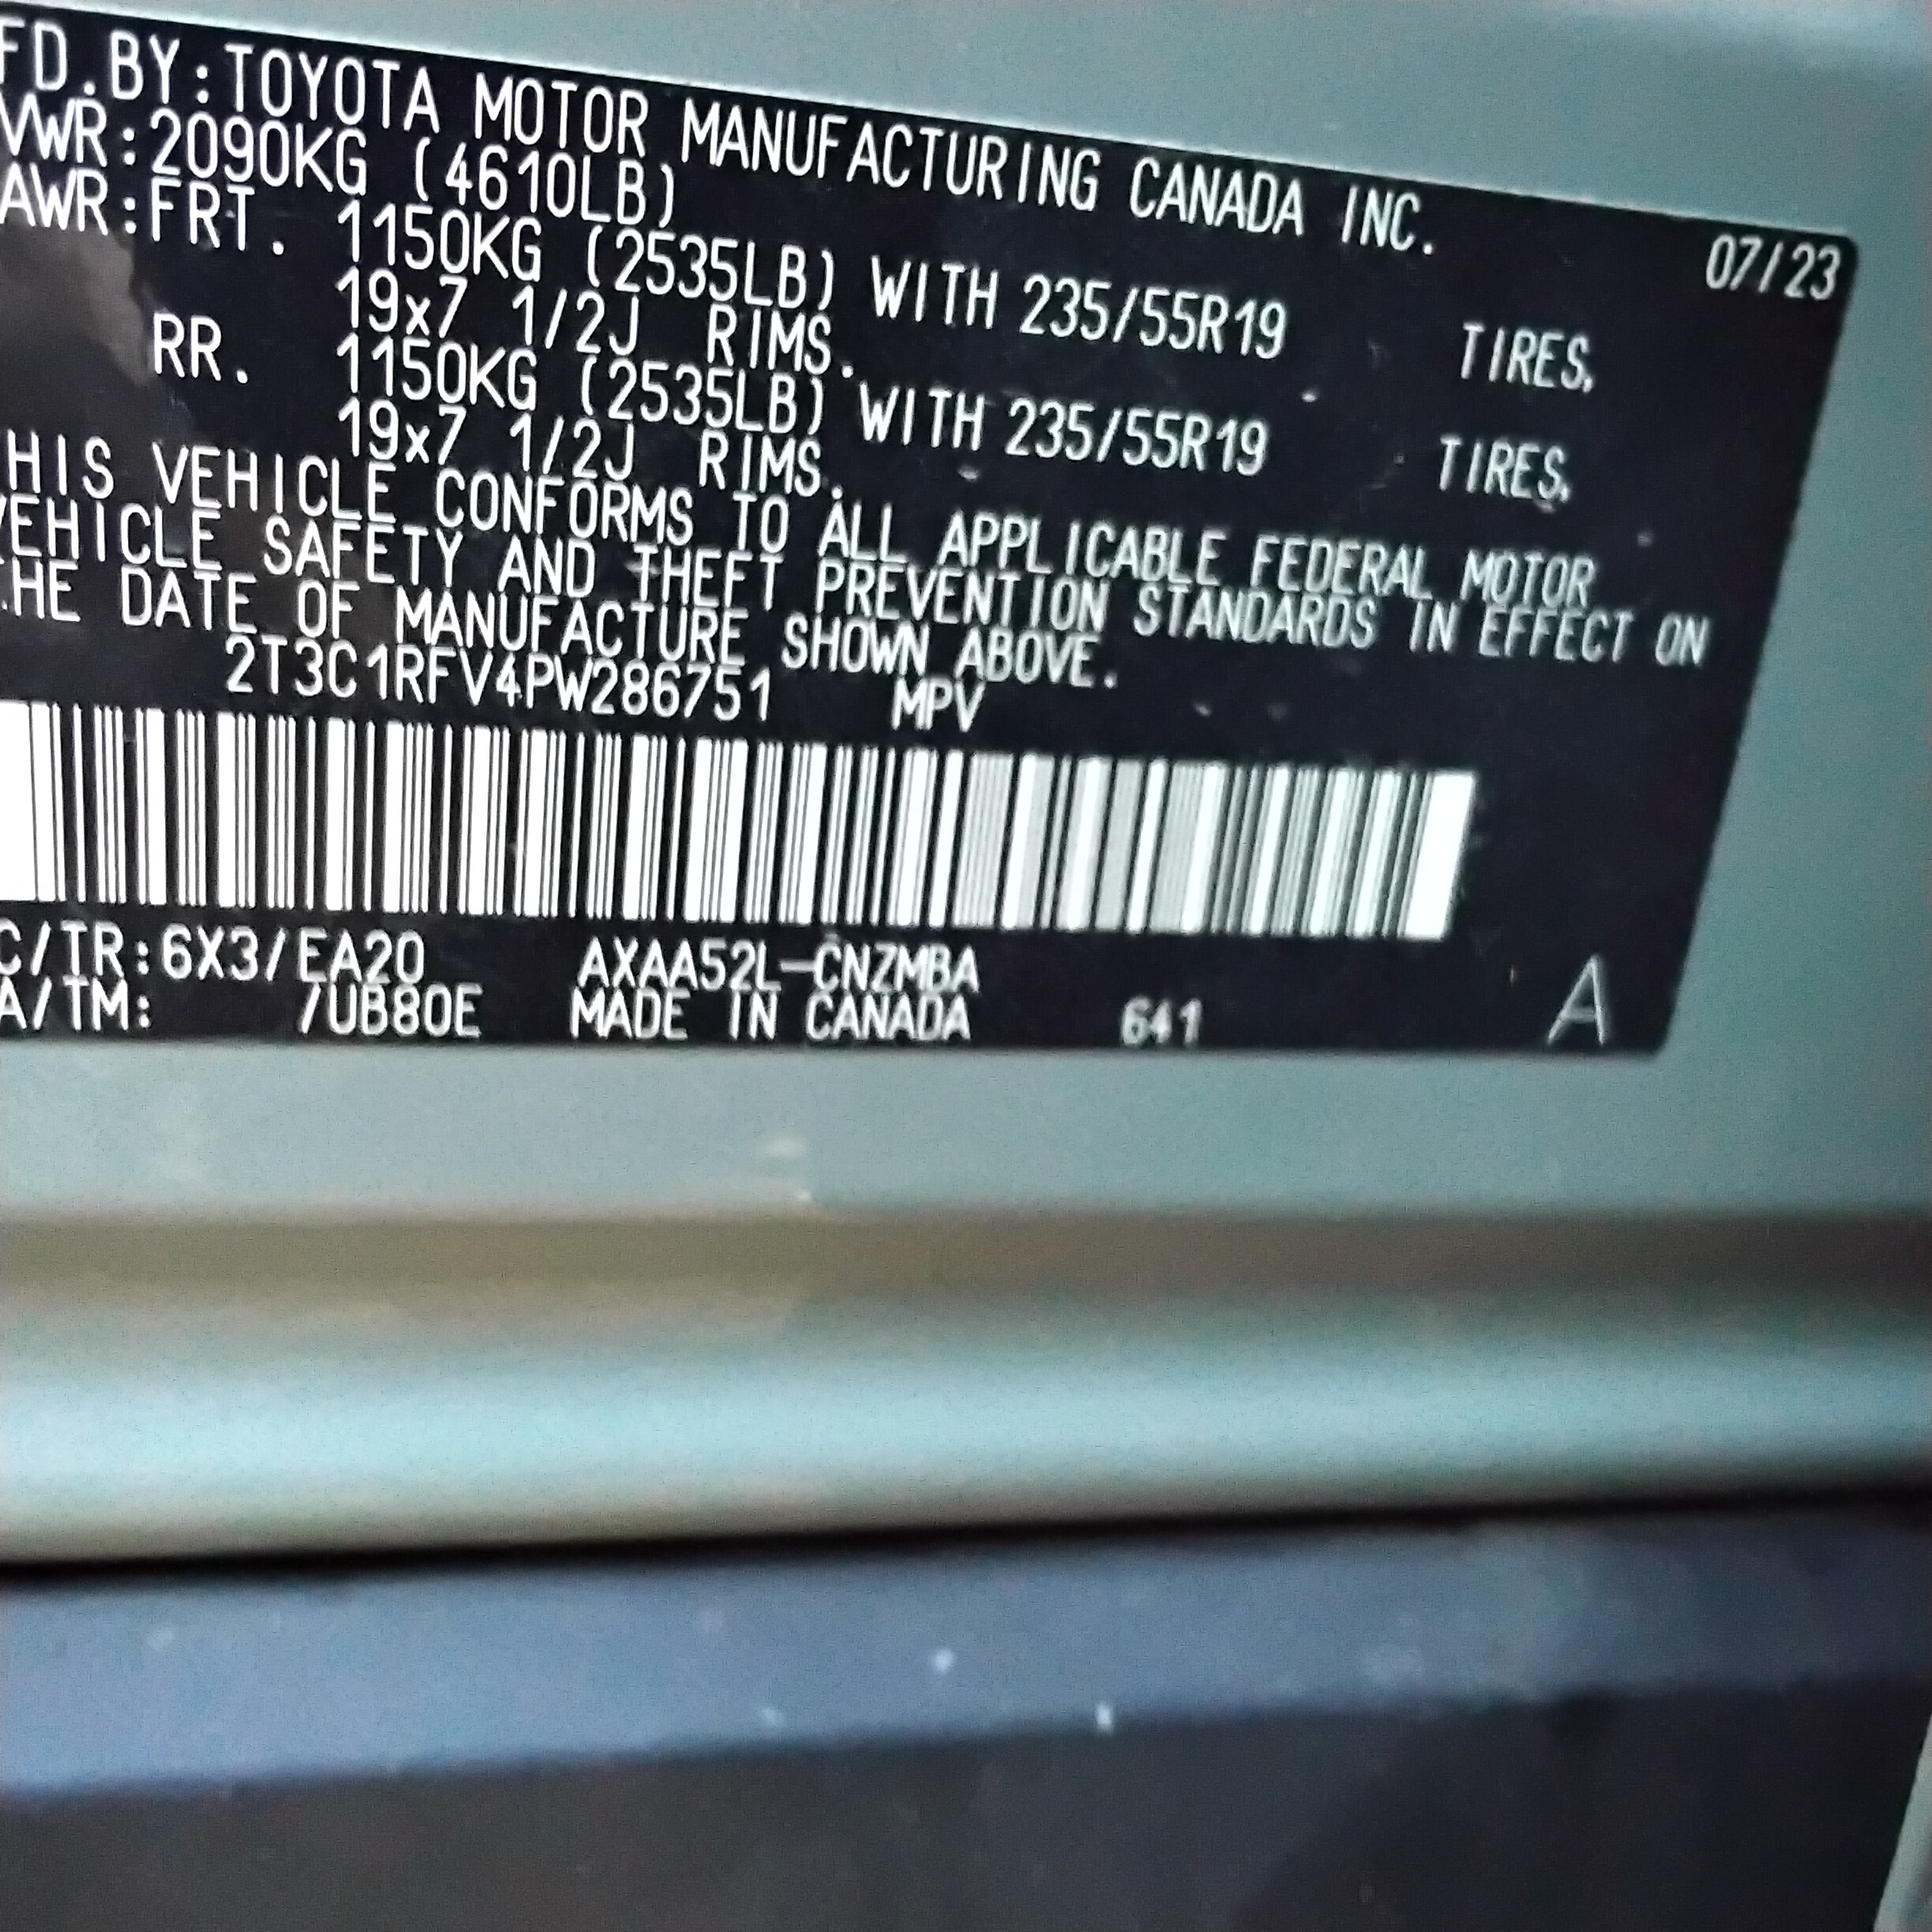 FD.BY:TOYOTA MOTOR MANUFACTURING CANADA INC.
07/23
VWR:2090KG (4610LB)
AWR:FRT. 1150KG (2535LB) WITH 235/55R19 TIRES,
19x7 1/2J RIMS.
RR. 1150KG (2535LB) WITH 235/55R19 TIRES,
19x7 1/2J RIMS.
HIS VEHICLE CONFORMS TO ALL APPLICABLE FEDERAL MOTOR
VEHICLE SAFETY AND THEFT PREVENTION STANDARDS IN EFFECT ON
HE DATE OF MANUFACTURE SHOWN ABOVE.
2T3C1RFV4PW286751 MPV
C/TR:6X3/EA20 AXAA52L-CNZMBA
A/TM: /UB80E MADE IN CANADA 641 A